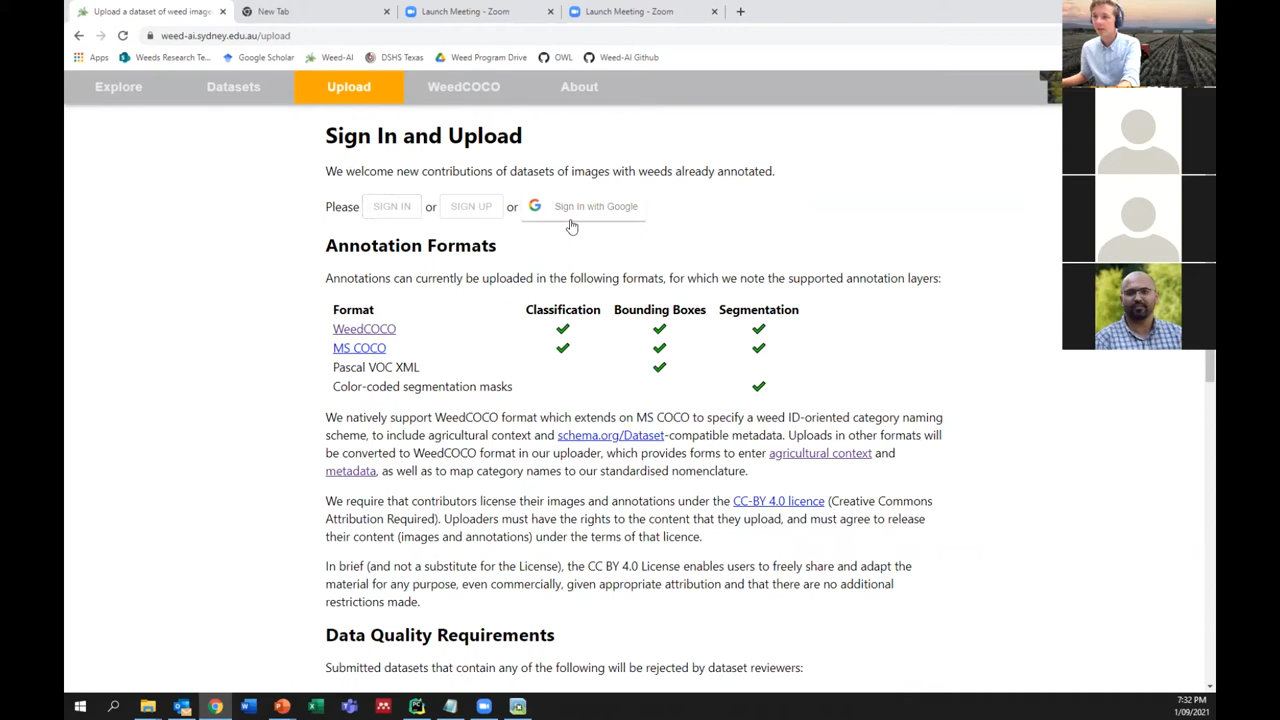 Upload a dataset of weed image
New Tab
Launch Meeting - Zoom
Launch Meeting - Zoom
weed-ai.sydney.edu.au/upload
Apps
Weeds Research Te...
Google Scholar
Weed-AI
DSHS Texas
Weed Program Drive
OWL
Weed-AI Github
Explore
Datasets
Upload
WeedCOCO
About
Sign In and Upload
We welcome new contributions of datasets of images with weeds already annotated.
Please SIGN IN or SIGN UP or Sign In with Google
Annotation Formats
Annotations can currently be uploaded in the following formats, for which we note the supported annotation layers:
Format Classification Bounding Boxes Segmentation
WeedCOCO
MS COCO
Pascal VOC XML
Color-coded segmentation masks
We natively support WeedCOCO format which extends on MS COCO to specify a weed ID-oriented category naming
scheme, to include agricultural context and schema.org/Dataset-compatible metadata. Uploads in other formats will
be converted to WeedCOCO format in our uploader, which provides forms to enter agricultural context and
metadata, as well as to map category names to our standardised nomenclature.
We require that contributors license their images and annotations under the CC-BY 4.0 licence (Creative Commons
Attribution Required). Uploaders must have the rights to the content that they upload, and must agree to release
their content (images and annotations) under the terms of that licence.
In brief (and not a substitute for the License), the CC BY 4.0 License enables users to freely share and adapt the
material for any purpose, even commercially, given appropriate attribution and that there are no additional
restrictions made.
Data Quality Requirements
Submitted datasets that contain any of the following will be rejected by dataset reviewers:
7:32 PM
1/09/2021